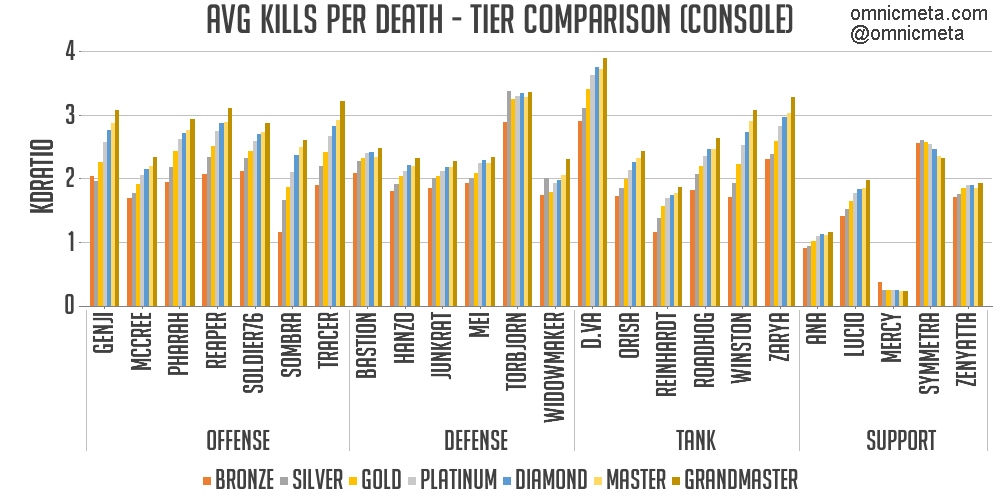 AVG KILLS PER DEATH - TIER COMPARISON (CONSOLE)
omnicmeta.com
@omnicmeta
KDRATIO
4
3
2
1
0
GENJI
MCCREE
PHARAH
REAPER
SOLDIER76
SOMBRA
TRACER
BASTION
HANZO
JUNKRAT
MEI
TORBJORN
WIDOWMAKER
D.VA
ORISA
REINHARDT
ROADHOG
WINSTON
ZARYA
ANA
LUCIO
MERCY
SYMMETRA
ZENYATTA
OFFENSE DEFENSE TANK SUPPORT
BRONZE SILVER GOLD PLATINUM DIAMOND MASTER GRANDMASTER